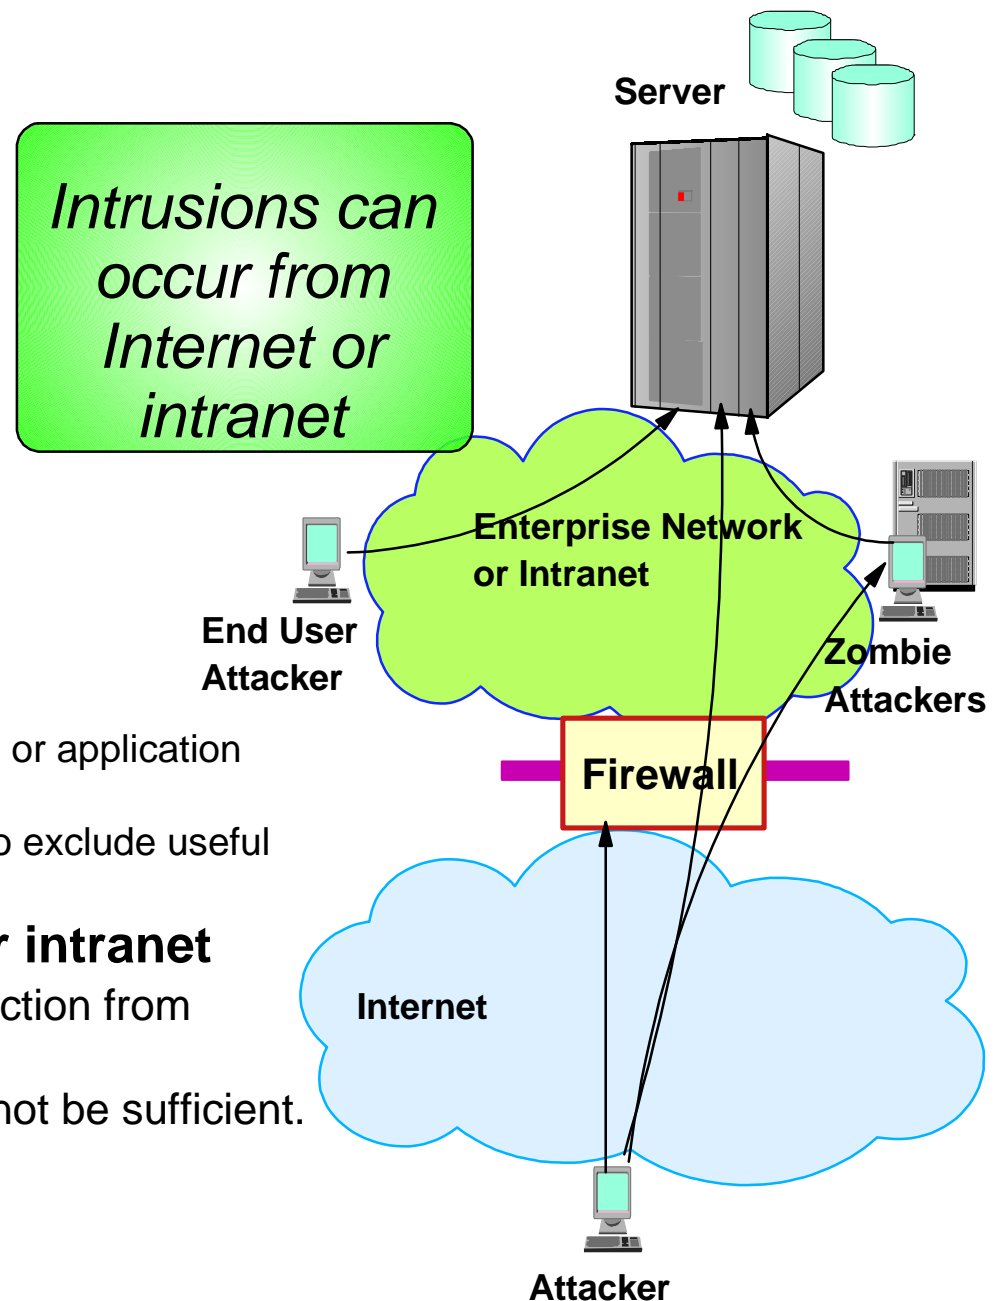 Server
Intrusions can
occur from
Internet or
intranet
Enterprise Network
or Intranet
End User
Attacker
Zombie
Attackers
or application
Firewall
o exclude useful
r intranet
ction from
Internet
not be sufficient.
Attacker